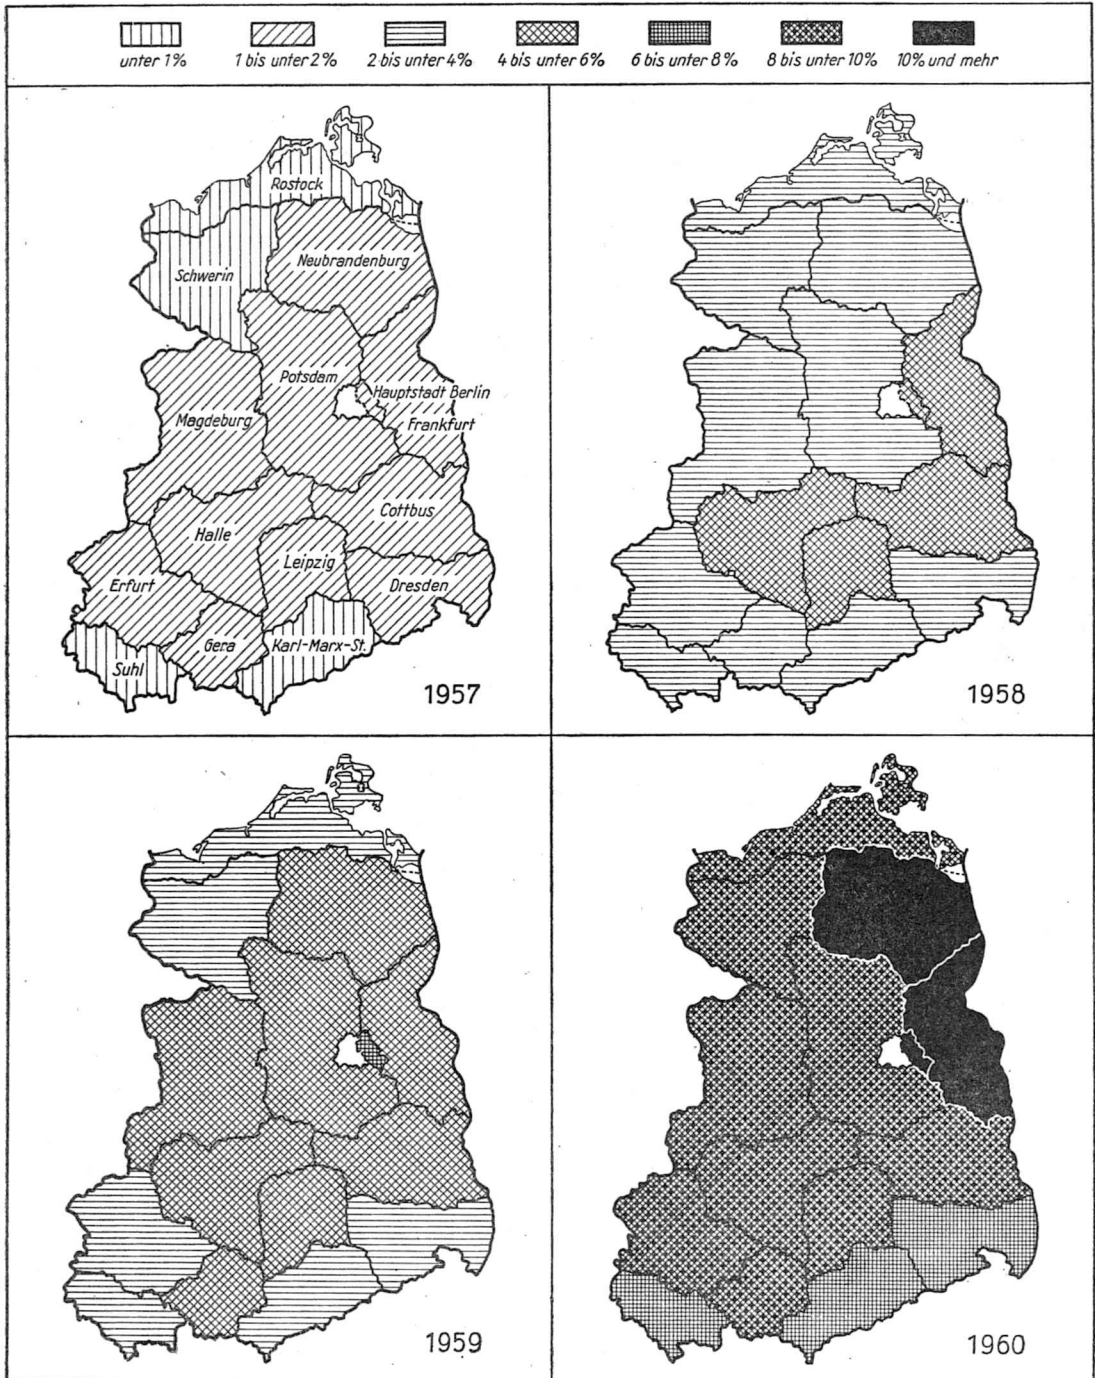 unter 1% 1 bis unter 2% 2 bis unter 4% 4 bis unter 6% 6 bis unter 8% 8 bis unter 10% 10% und mehr
Rostock
Neubrandenburg
Schwerin
Potsdam
Hauptstadt Berlin
Magdeburg
Frankfurt
Cottbus
Halle
Leipzig
Erfurt
Dresden
Gera
Karl-Marx-St.
Suhl
1957
1958
1959
1960